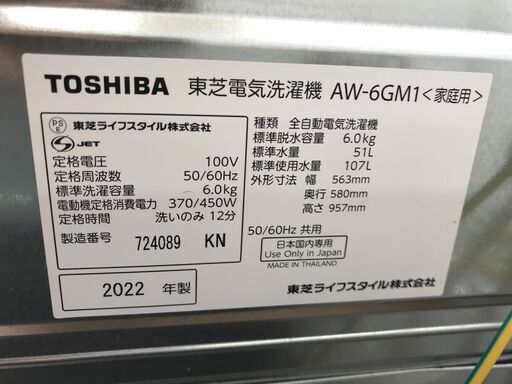 TOSHIBA 東芝電気洗濯機 AW-6GM1<家庭用>
PS
E
東芝ライフスタイル株式会社
S JET
定格電圧 100V
定格周波数 50/60Hz
標準洗濯容量 6.0kg
電動機定格消費電力 370/450W
定格時間 洗いのみ 12分
製造番号 724089 KN
2022 年製
種類 全自動電気洗濯機
標準脱水容量 6.0kg
標準水量 51L
標準使用水量 107L
外形寸法 幅 563mm
奥行 580mm
高さ 957mm
50/60Hz 共用
日本国内専用
Use Only in Japan
MADE IN THAILAND
東芝ライフスタイル株式会社